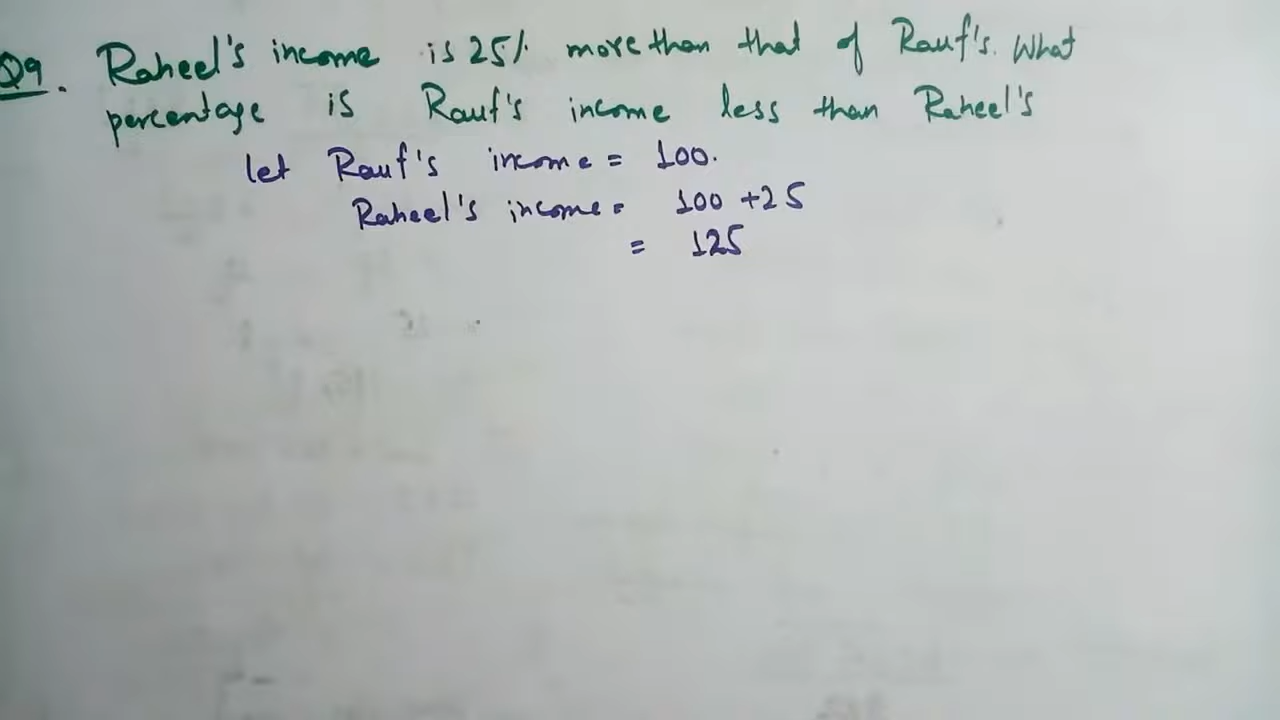 Q9. Raheel's income is 25% more than that of Rauf's. What
percentage is Rauf's income less than Raheel's
let Rauf's income = 100.
Raheel's income = 100 +25
= 125